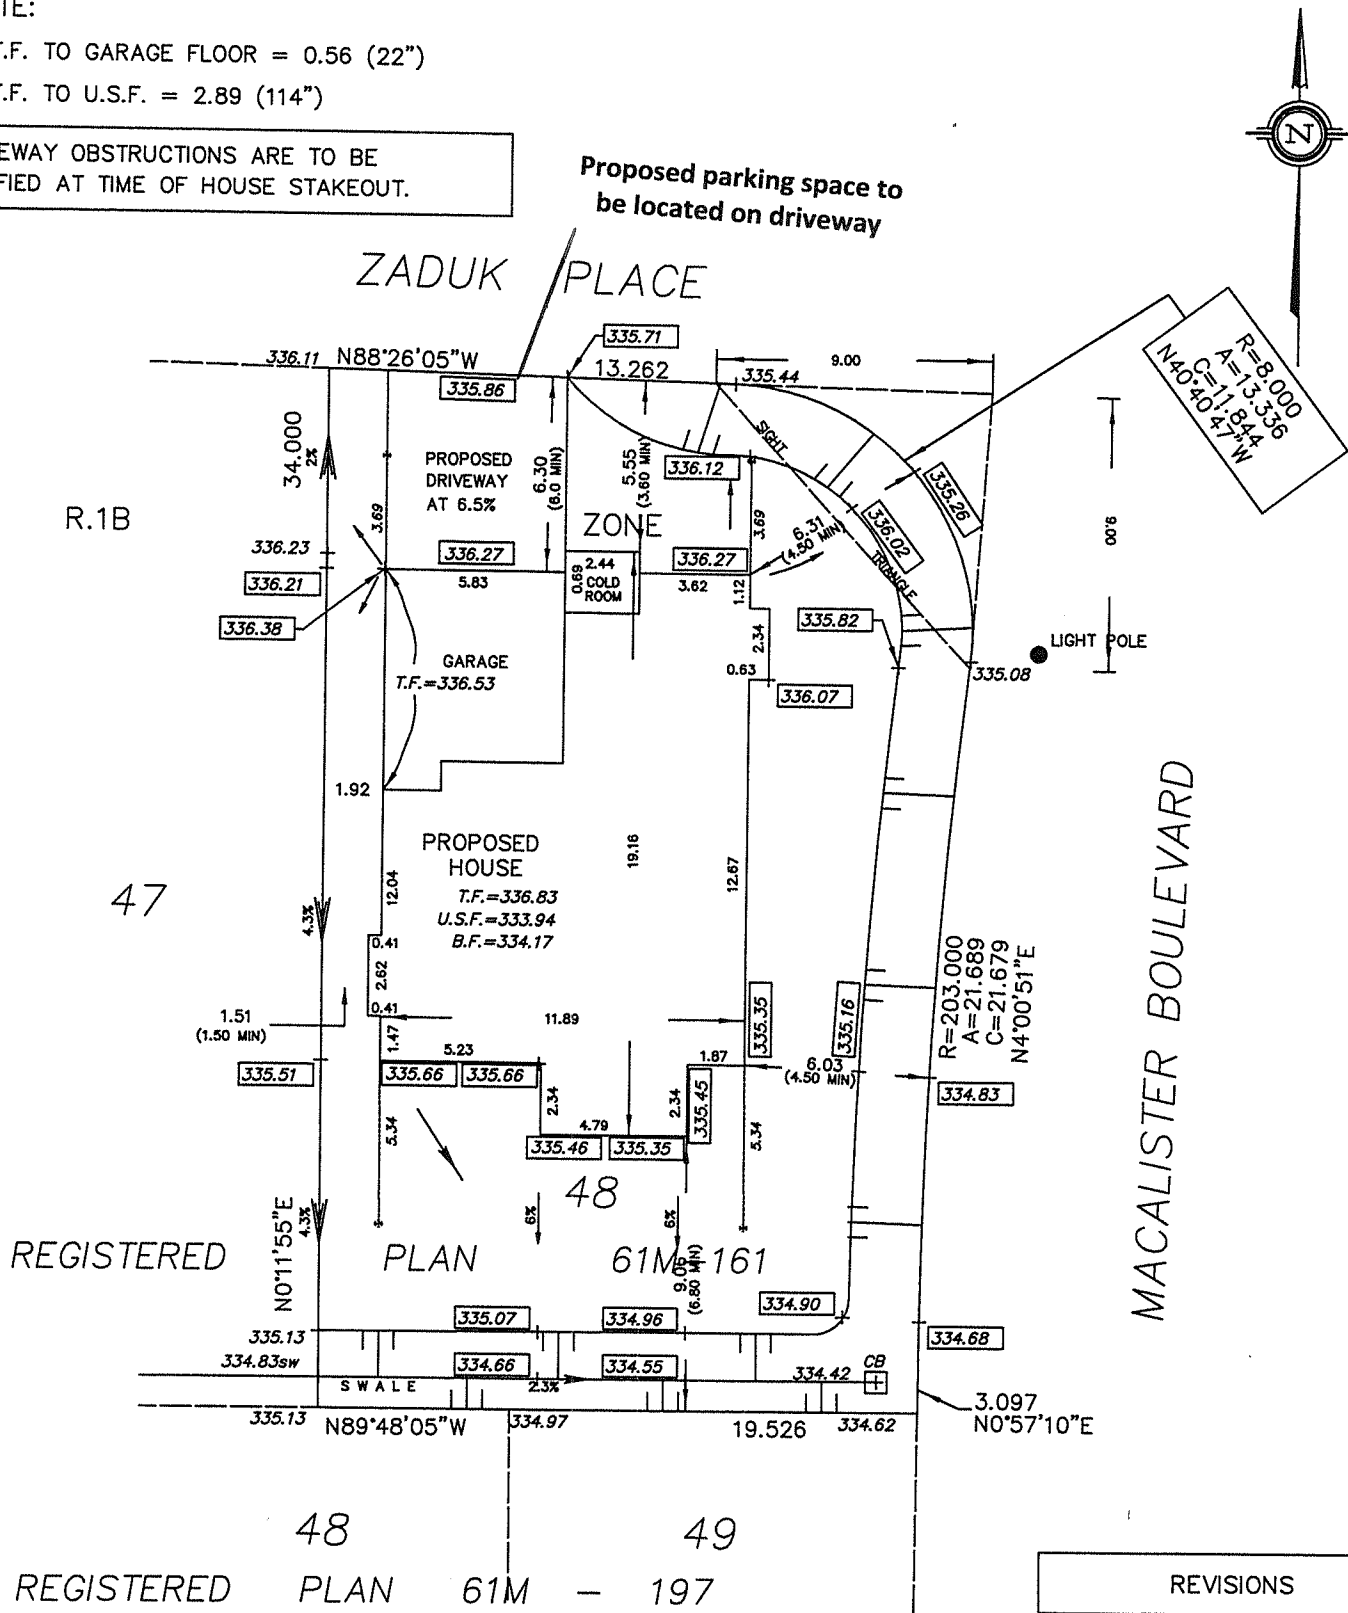 TE:
T.F. TO GARAGE FLOOR = 0.56 (22")
T.F. TO U.S.F. = 2.89 (114")
EWAY OBSTRUCTIONS ARE TO BE
FIED AT TIME OF HOUSE STAKEOUT.
Proposed parking space to
be located on driveway
N
ZADUK PLACE
335.71
336.11
N88°26'05"W
13.262
9.00
335.44
335.86
R=8.000
A=13.336
C=11.844
N40°40'47"W
34.000
2%
PROPOSED
DRIVEWAY
AT 6.5%
6.30
(6.0 MIN)
5.55
(3.60 MIN)
SIGHT
TRIANGLE
336.12
335.26
R.1B
ZONE
3.69
3.69
6.31
(4.50 MIN)
336.02
9.00
336.23
336.21
336.27
336.27
5.83
0.69
2.44
COLD
ROOM
3.62
1.12
336.38
335.82
LIGHT POLE
2.34
GARAGE
T.F.=336.53
0.63
335.08
336.07
1.92
PROPOSED
HOUSE
T.F.=336.83
U.S.F.=333.94
B.F.=334.17
19.16
12.67
12.04
47
4.3%
0.41
2.62
0.41
MACALISTER BOULEVARD
R=203.000
A=21.689
C=21.679
N4°00'51"E
1.51
(1.50 MIN)
11.89
335.35
335.16
1.47
5.23
1.87
6.03
(4.50 MIN)
335.51
335.66
335.66
335.45
334.83
2.34
2.34
5.34
4.79
5.34
335.46
335.35
48
N0°11'55"E
4.3%
6%
6%
REGISTERED PLAN 61M-161
9.06
(6.80 MIN)
334.90
335.07
334.96
335.13
334.68
334.83sw
334.66
334.55
334.42
CB
SWALE
2.3%
335.13
N89°48'05"W
334.97
19.526
334.62
3.097
N0°57'10"E
48
49
REGISTERED PLAN 61M - 197
REVISIONS